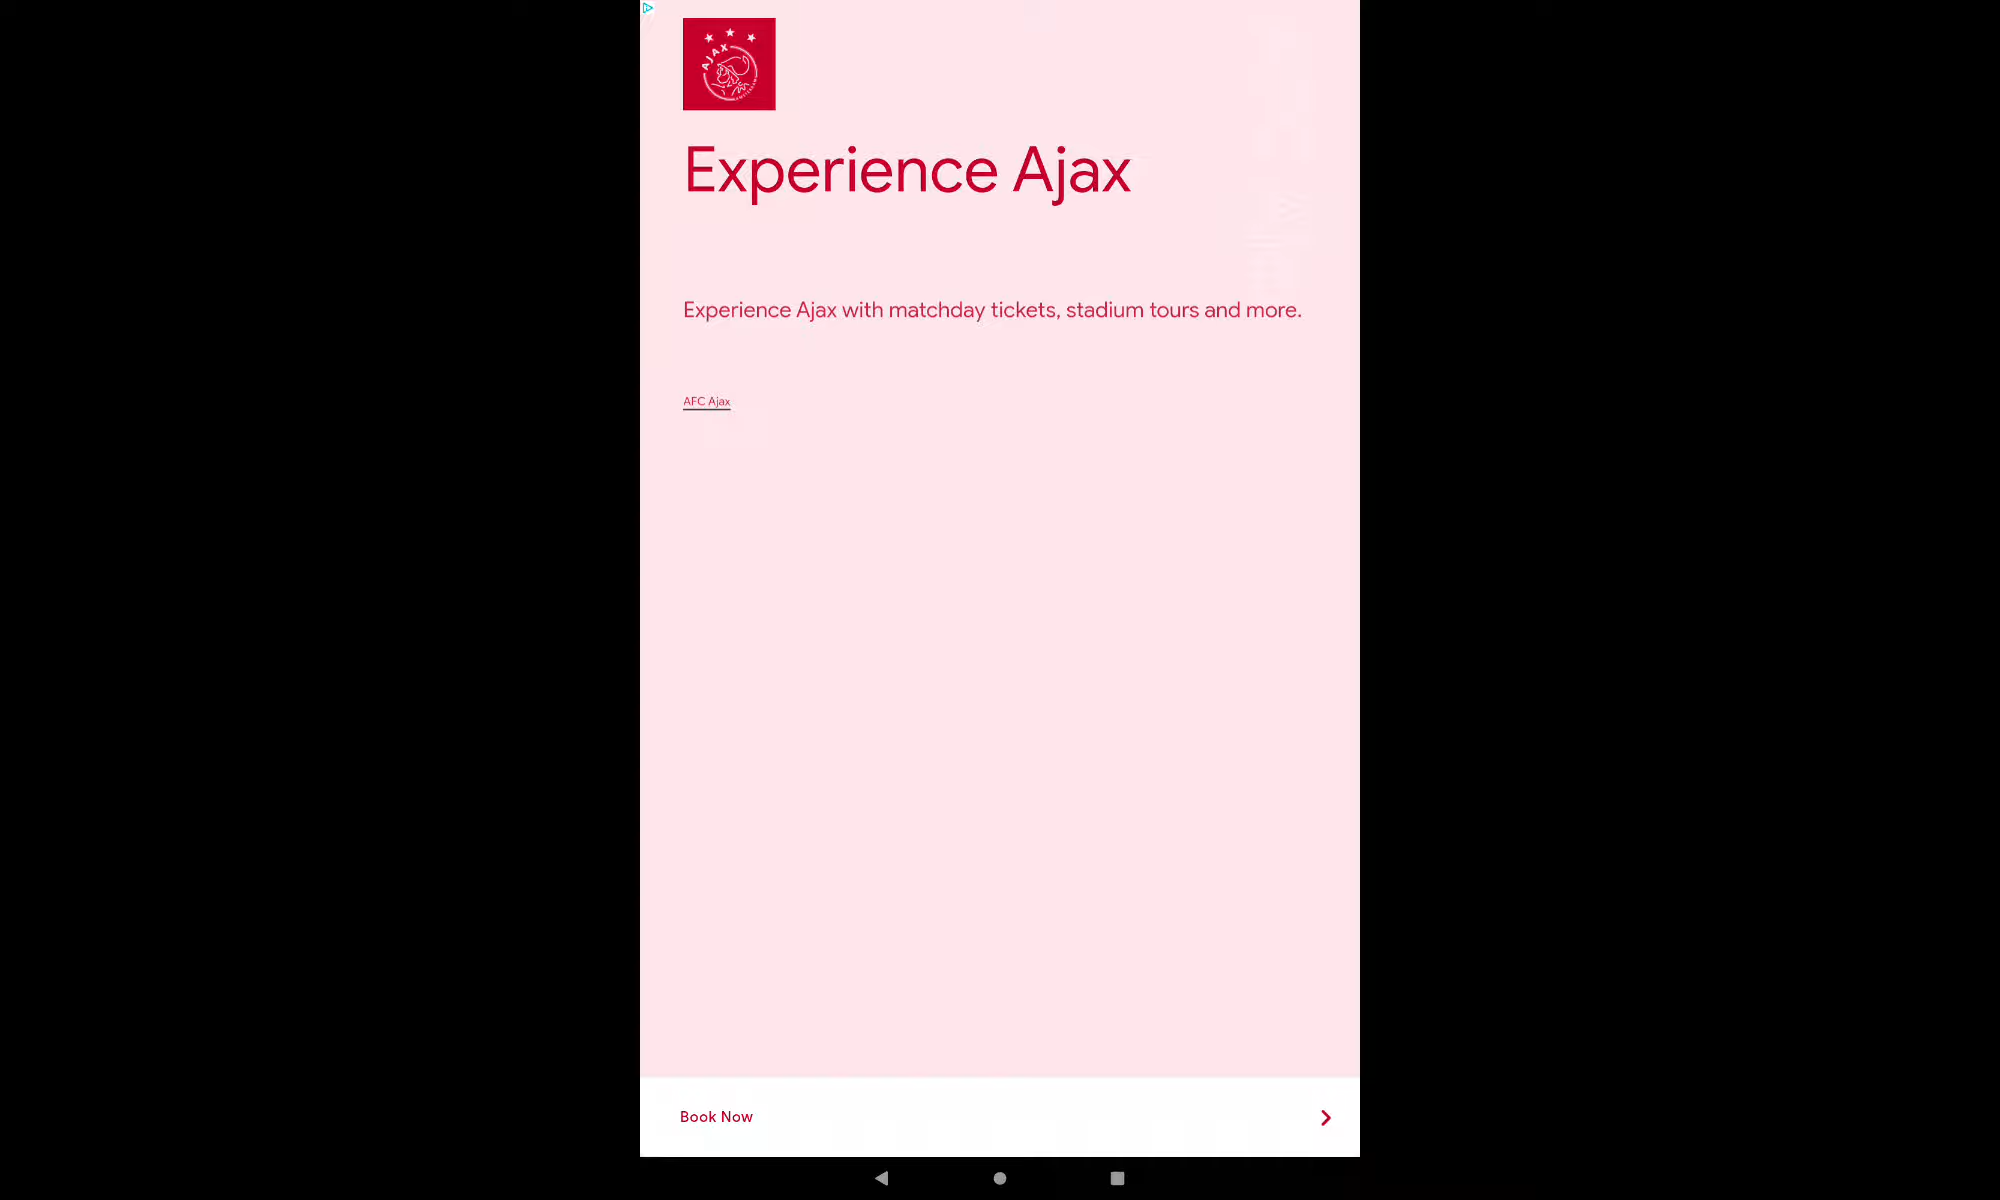 AJAX
Experience Ajax
Experience Ajax with matchday tickets, stadium tours and more.
AFC Ajax
Book Now